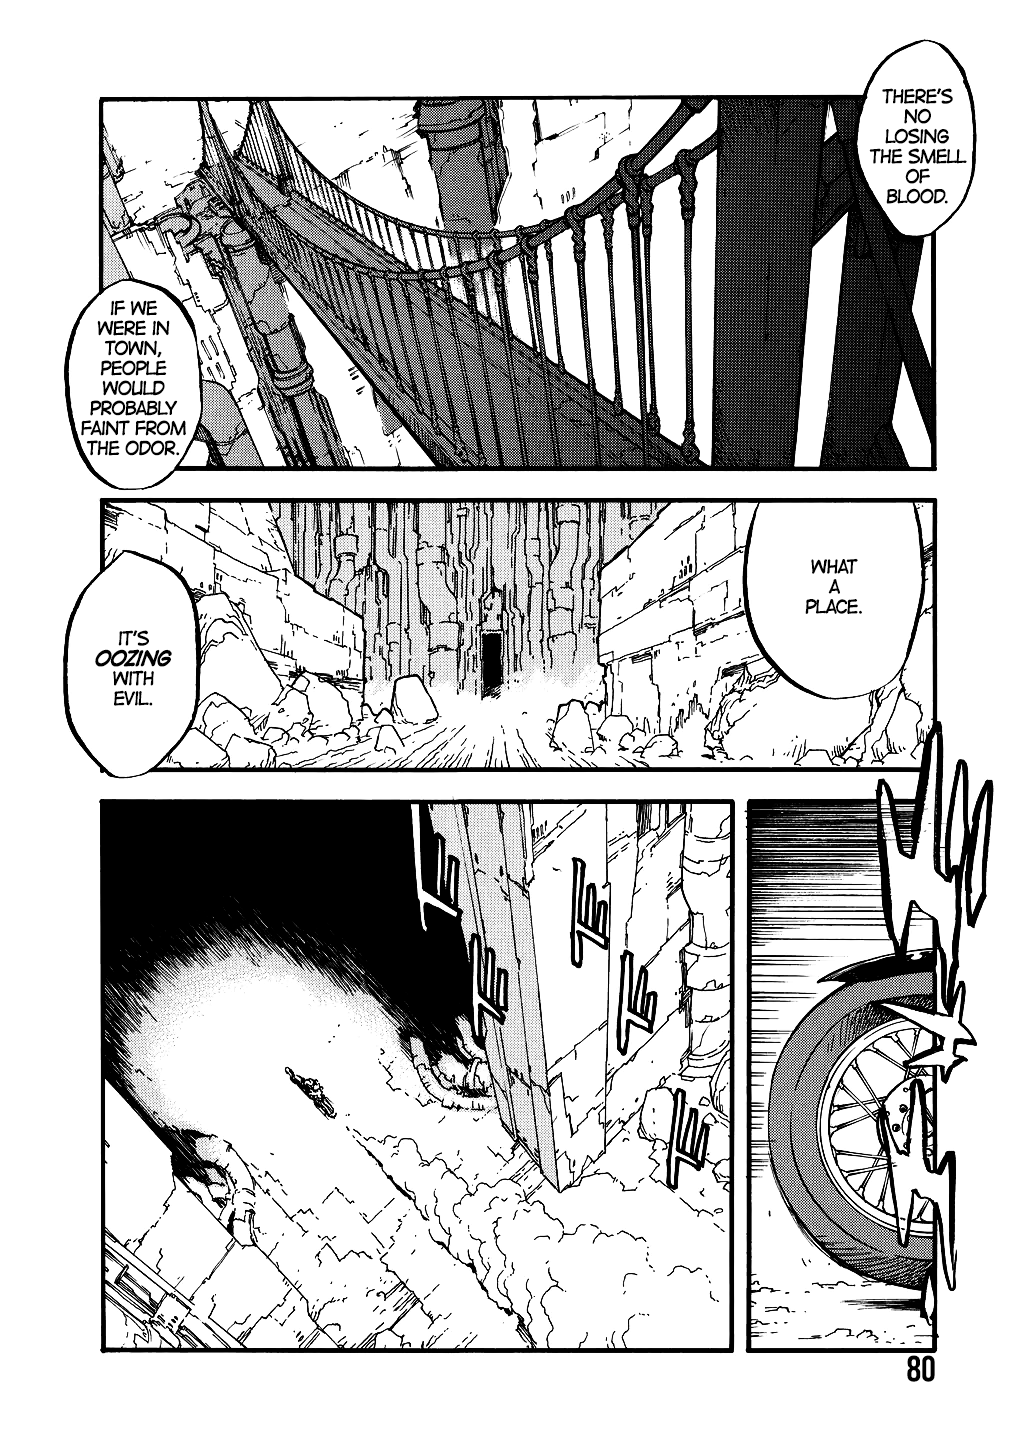 THERE'S
NO
LOSING
THE SMELL
OF
BLOOD.
IF WE
WERE IN
TOWN,
PEOPLE
WOULD
PROBABLY
FAINT FROM
THE ODOR.
WHAT
A
PLACE.
IT'S
OOZING
WITH
EVIL.
80